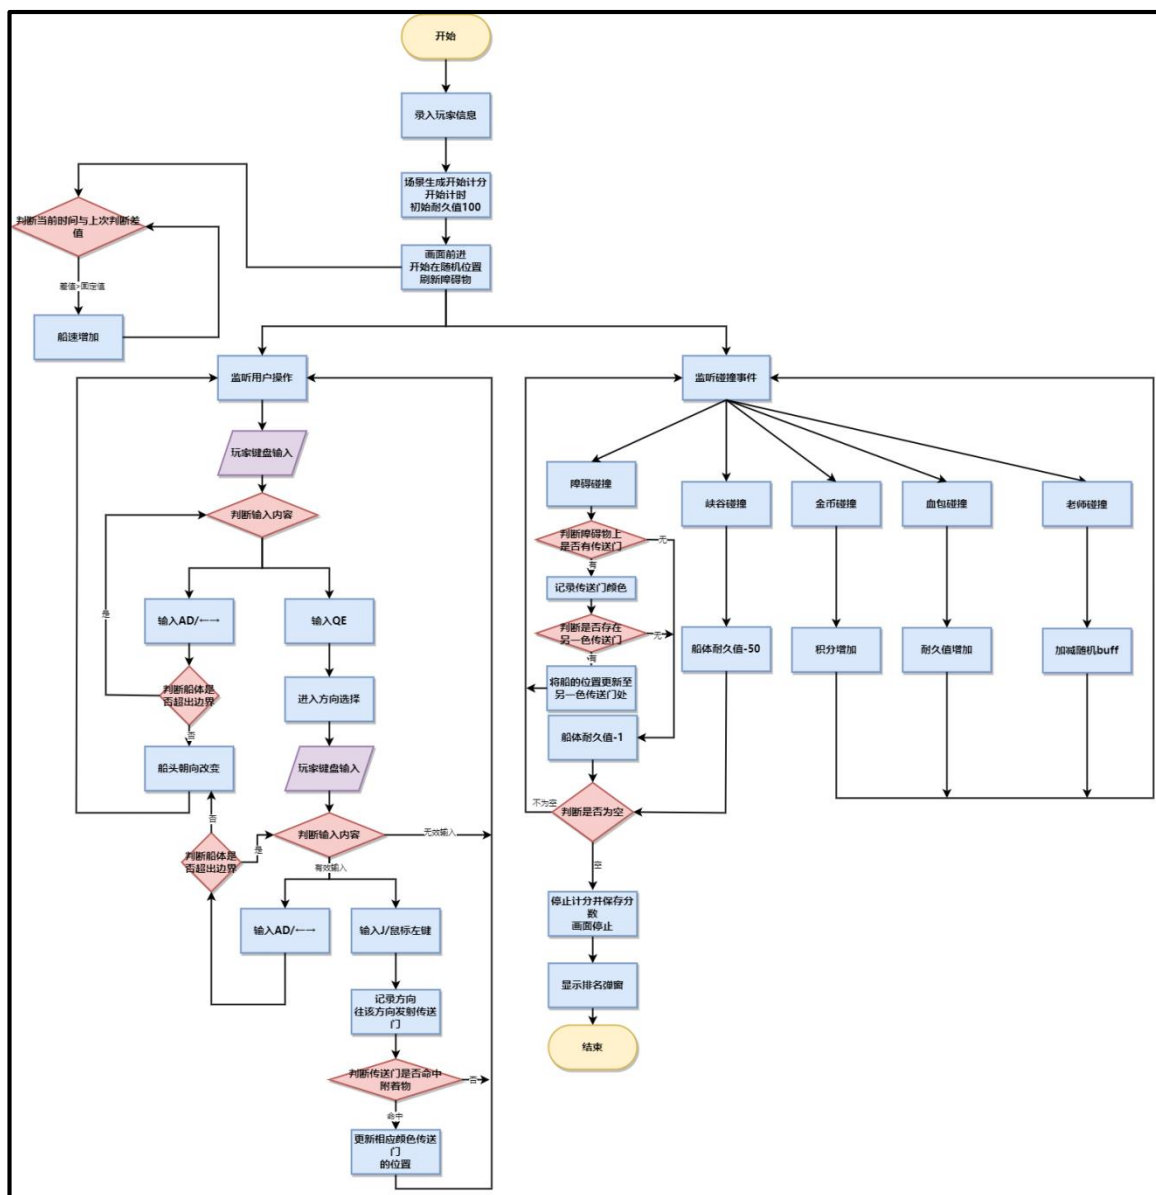 开始
录入玩家信息
场景生成开始计分
开始计时
初始耐久值100
画面前进
开始在随机位置
刷新障碍物
判断当前时间与上次判断差
值
差值>固定值
船速增加
监听用户操作
玩家键盘输入
判断输入内容
是
输入AD/←→
输入QE
判断船体是
否超出边界
否
进入方向选择
船头朝向改变
玩家键盘输入
否
判断输入内容
无效输入
判断船体是
否超出边界
是
有效输入
输入AD/←→
输入J/鼠标左键
记录方向
往该方向发射传送
门
判断传送门是否命中
附着物
否
命中
更新相应颜色传送
门
的位置
监听碰撞事件
障碍碰撞
峡谷碰撞
金币碰撞
血包碰撞
老师碰撞
判断障碍物上
是否有传送门
无
有
记录传送门颜色
判断是否存在
另一色传送门
无
有
将船的位置更新至
另一色传送门处
船体耐久值-50
积分增加
耐久值增加
加减随机buff
船体耐久值-1
判断是否为空
不为空
空
停止计分并保存分
数
画面停止
显示排名弹窗
结束